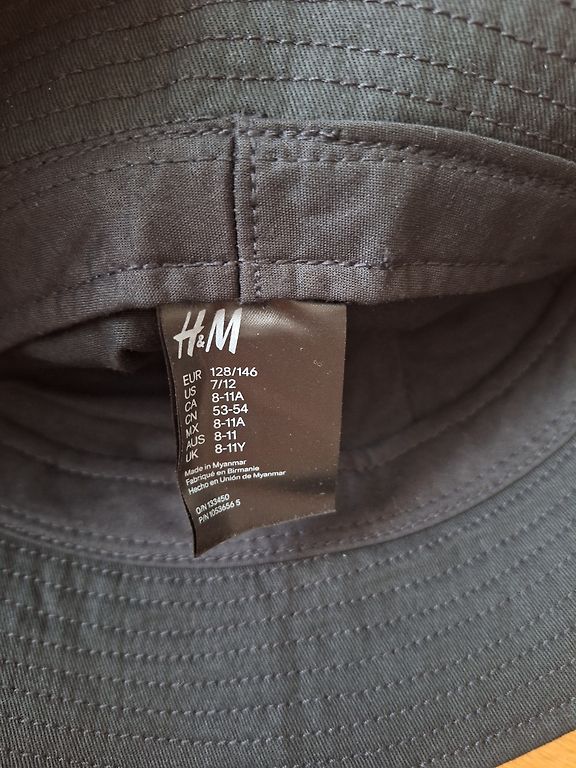 H&M
EUR 128/146
US 7/12
CA 8-11A
CN 53-54
MX 8-11A
AUS 8-11
UK 8-11Y
Made in Myanmar
Fabriqué en Birmanie
Hecho en Unión de Myanmar
O/N 133450
P/N 1053656 5